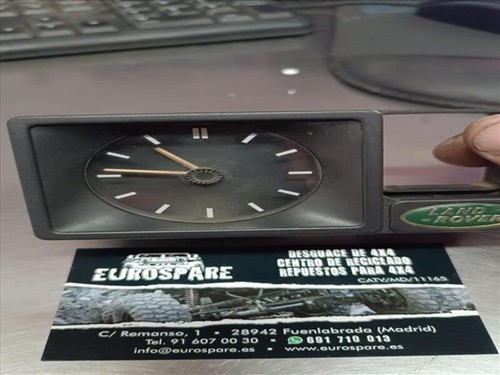 LAND
-ROVER
EUROSPARE
DESGUACE DE 4X4
CENTRO DE RECICLADO
REPUESTOS PARA 4X4
CATV/MD/11165
C/ Remanso, 1 • 28942 Fuenlabrada (Madrid)
Tel. 91 607 00 30 • 691 710 013
info@eurospare.es • www.eurospare.es